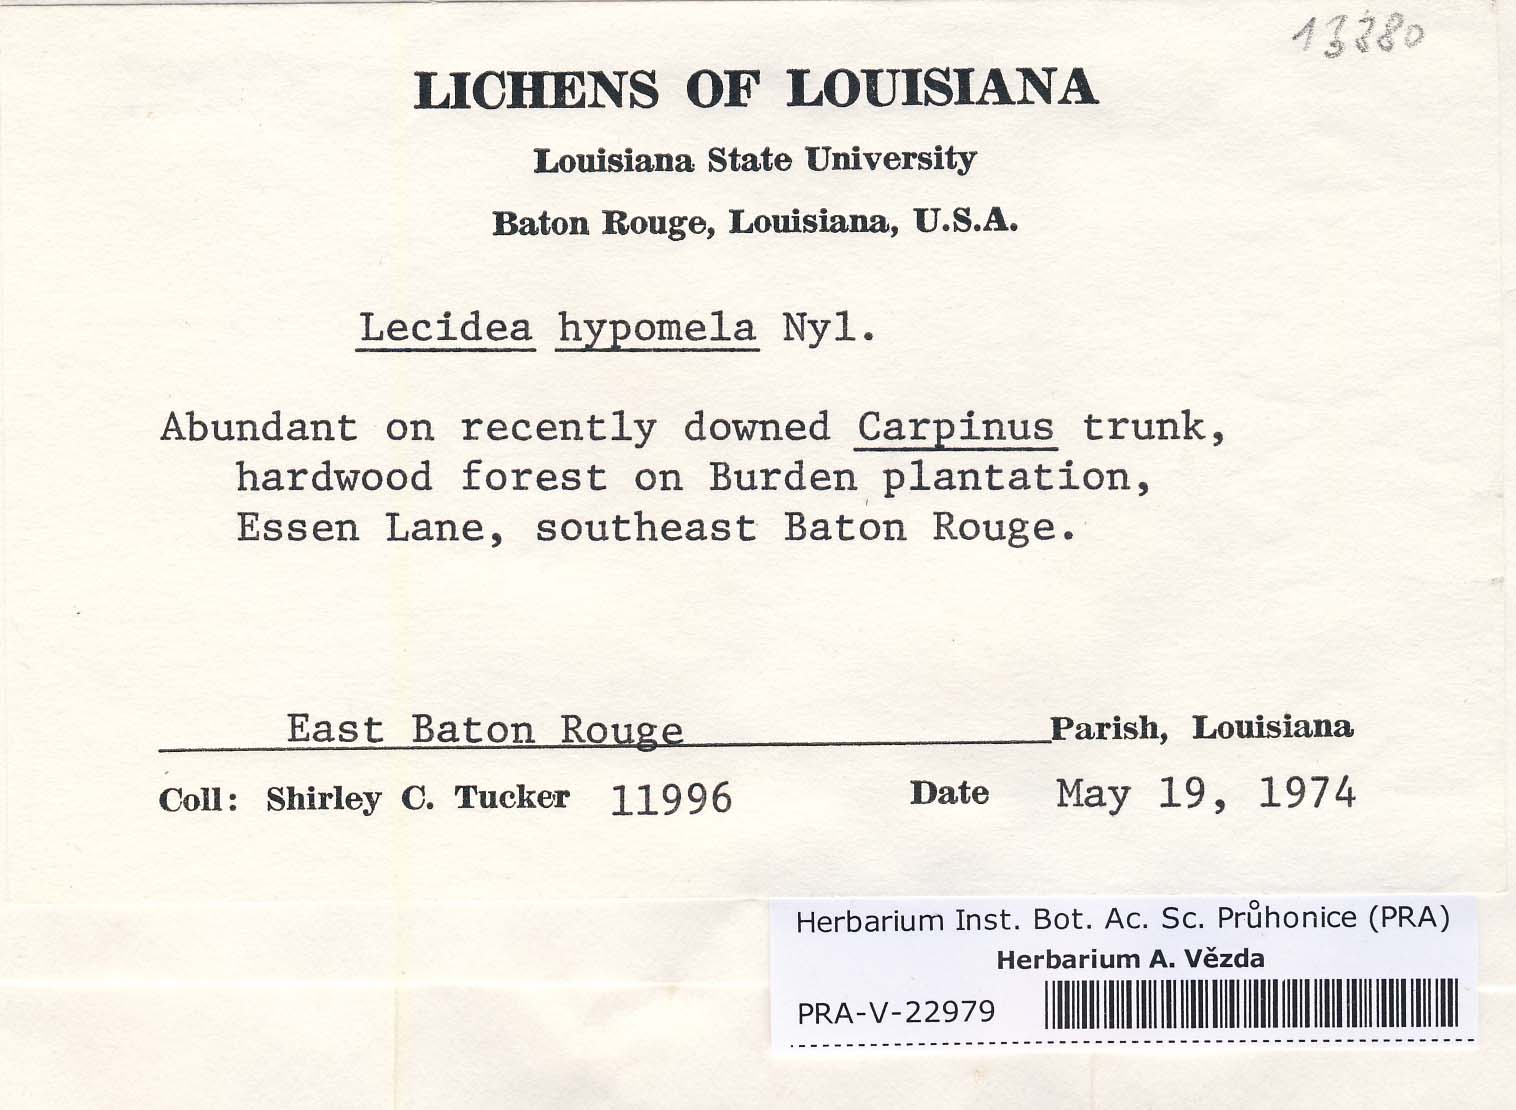 13380
LICHENS OF LOUISIANA
Louisiana State University
Baton Rouge, Louisiana, U.S.A.
Lecidea hypomela Nyl.
Abundant on recently downed Carpinus trunk,
hardwood forest on Burden plantation,
Essen Lane, southeast Baton Rouge.
East Baton Rouge Parish, Louisiana
Coll: Shirley C. Tucker 11996 Date May 19, 1974
Herbarium Inst. Bot. Ac. Sc. Průhonice (PRA)
Herbarium A. Vězda
PRA-V-22979